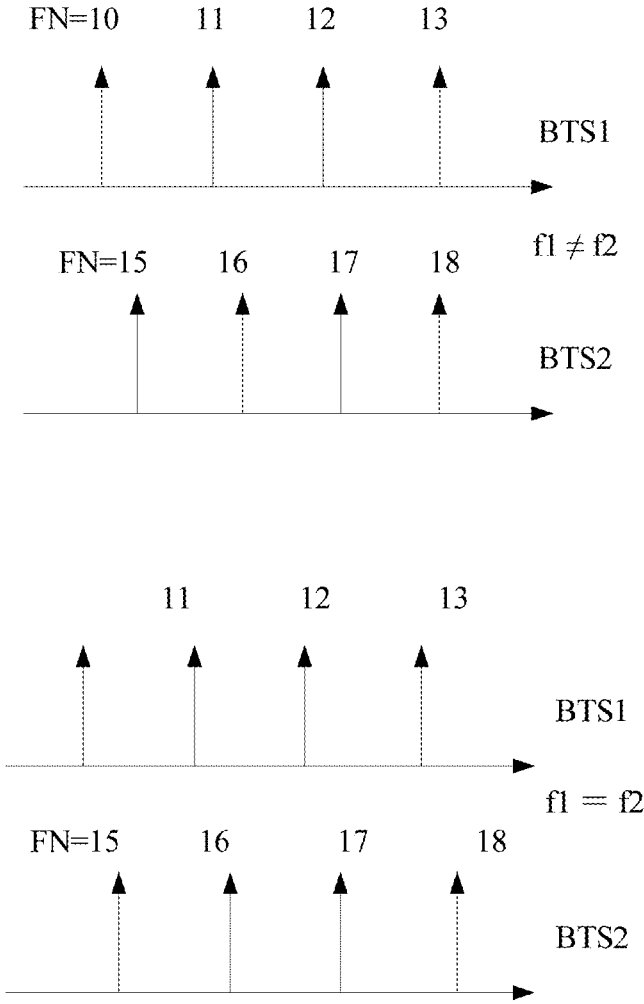 FN=10 11 12 13
BTS1
f1 ≠ f2
FN=15 16 17 18
BTS2
11 12 13
BTS1
f1 = f2
FN=15 16 17 18
BTS2